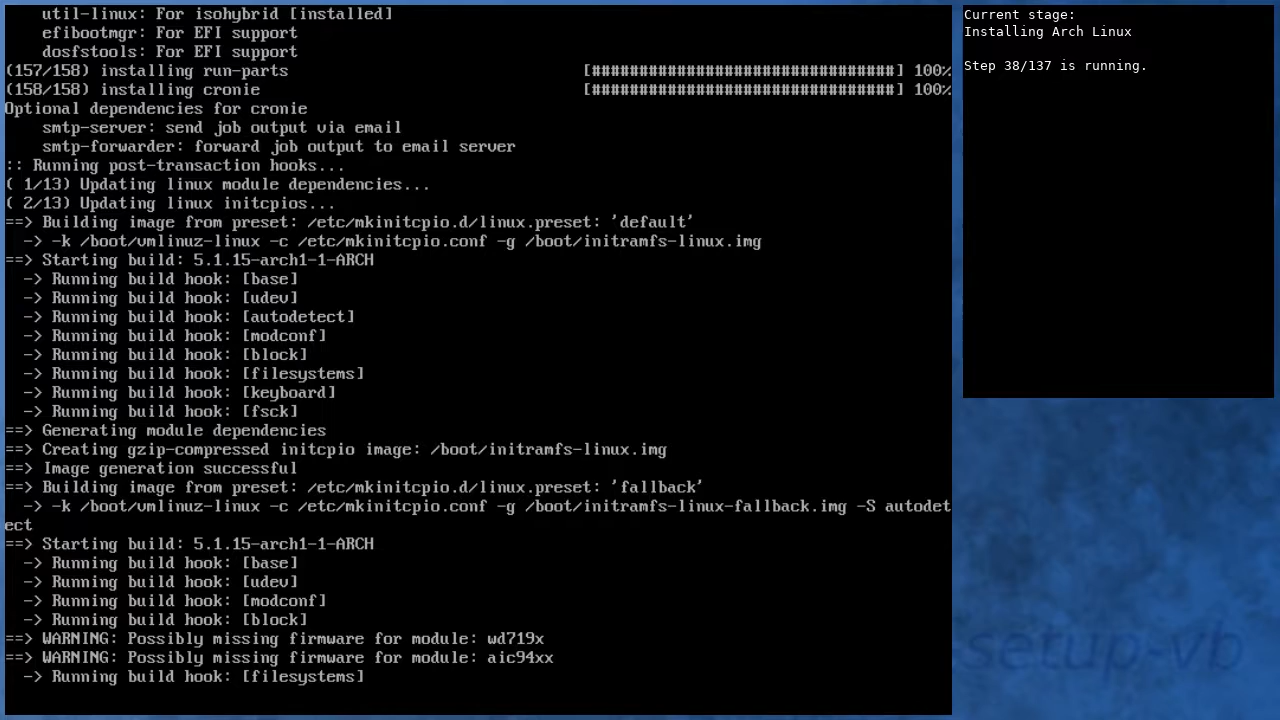 util-linux: For isohybrid [installed]
efibootmgr: For EFI support
dosfstools: For EFI support
(157/158) installing run-parts [################################] 100%
(158/158) installing cronie [################################] 100%
Optional dependencies for cronie
smtp-server: send job output via email
smtp-forwarder: forward job output to email server
:: Running post-transaction hooks...
( 1/13) Updating linux module dependencies...
( 2/13) Updating linux initcpios...
==> Building image from preset: /etc/mkinitcpio.d/linux.preset: 'default'
-> -k /boot/vmlinuz-linux -c /etc/mkinitcpio.conf -g /boot/initramfs-linux.img
==> Starting build: 5.1.15-arch1-1-ARCH
-> Running build hook: [base]
-> Running build hook: [udev]
-> Running build hook: [autodetect]
-> Running build hook: [modconf]
-> Running build hook: [block]
-> Running build hook: [filesystems]
-> Running build hook: [keyboard]
-> Running build hook: [fsck]
==> Generating module dependencies
==> Creating gzip-compressed initcpio image: /boot/initramfs-linux.img
==> Image generation successful
==> Building image from preset: /etc/mkinitcpio.d/linux.preset: 'fallback'
-> -k /boot/vmlinuz-linux -c /etc/mkinitcpio.conf -g /boot/initramfs-linux-fallback.img -S autodet
ect
==> Starting build: 5.1.15-arch1-1-ARCH
-> Running build hook: [base]
-> Running build hook: [udev]
-> Running build hook: [modconf]
-> Running build hook: [block]
==> WARNING: Possibly missing firmware for module: wd719x
==> WARNING: Possibly missing firmware for module: aic94xx
-> Running build hook: [filesystems]
Current stage:
Installing Arch Linux
Step 38/137 is running.
setup-vb